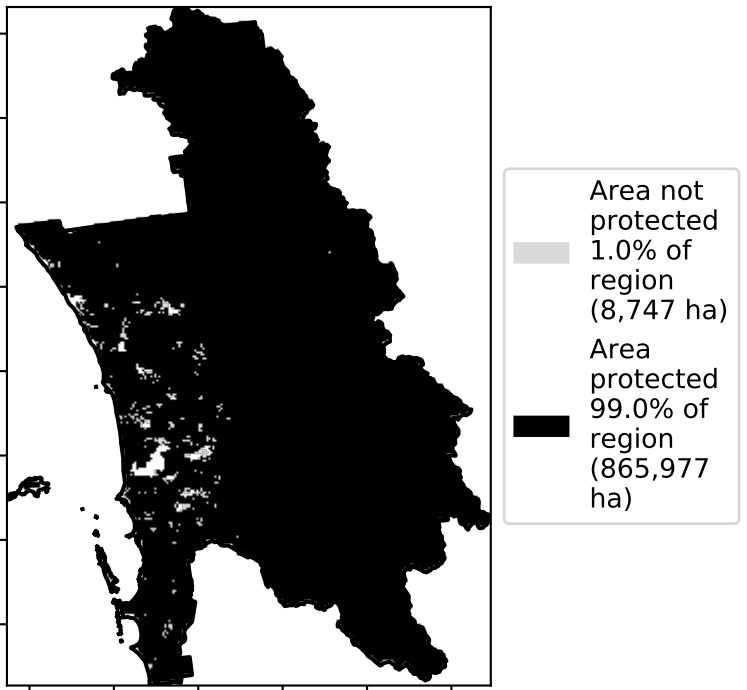 Area not
protected
1.0% of
region
(8,747 ha)
Area
protected
99.0% of
region
(865,977
ha)